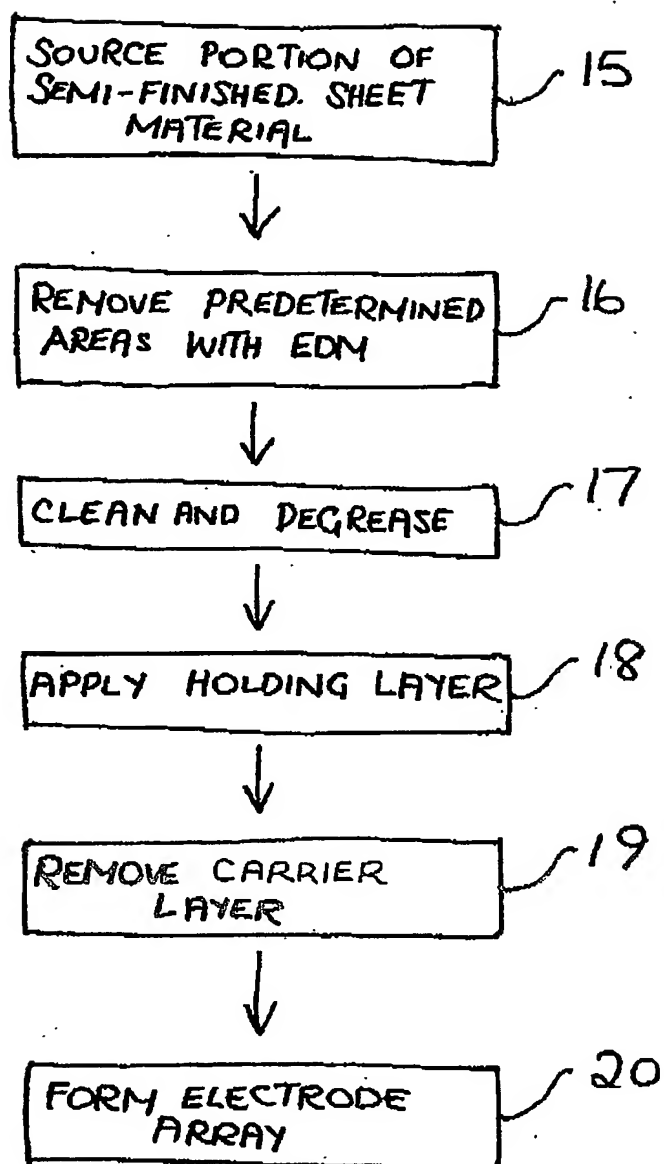 SOURCE PORTION OF
SEMI-FINISHED. SHEET
MATERIAL
15
REMOVE PREDETERMINED
AREAS WITH EDM
16
CLEAN AND DEGREASE
17
APPLY HOLDING LAYER
18
REMOVE CARRIER
LAYER
19
FORM ELECTRODE
ARRAY
20